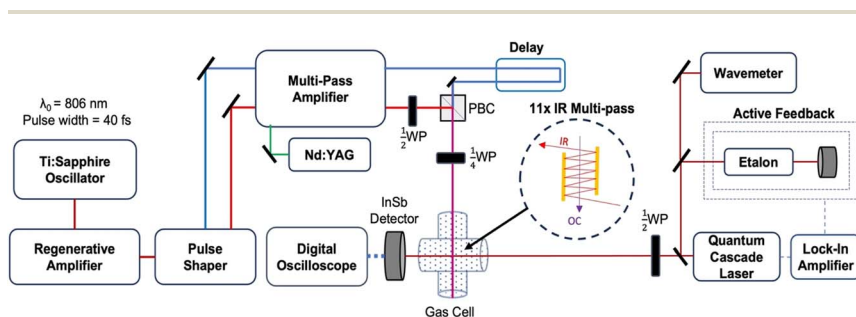 λ₀ = 806 nm
Pulse width = 40 fs
Ti:Sapphire
Oscillator
Regenerative
Amplifier
Pulse
Shaper
Multi-Pass
Amplifier
Nd:YAG
½WP
Delay
PBC
¼WP
11x IR Multi-pass
IR
OC
InSb
Detector
Digital
Oscilloscope
Gas Cell
½WP
Wavemeter
Active Feedback
Etalon
Quantum
Cascade
Laser
Lock-In
Amplifier